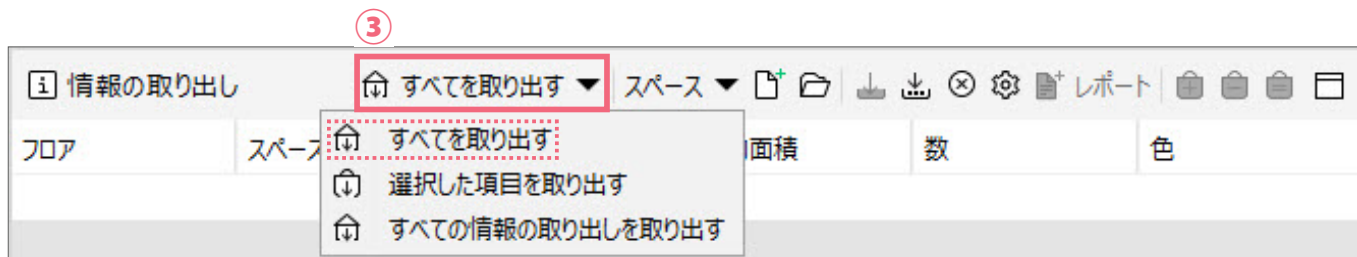 ③
情報の取り出し すべてを取り出す スペース レポート
フロア スペース 面積 数 色
すべてを取り出す
選択した項目を取り出す
すべての情報の取り出しを取り出す